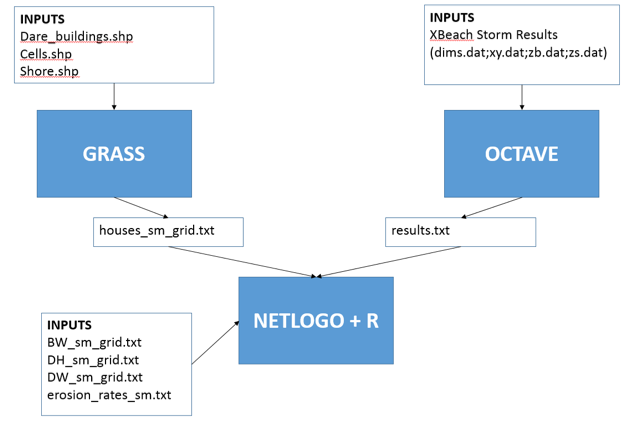 INPUTS
Dare_buildings.shp
Cells.shp
Shore.shp
INPUTS
XBeach Storm Results
(dims.dat;xy.dat;zb.dat;zs.dat)
GRASS
OCTAVE
houses_sm_grid.txt
results.txt
NETLOGO + R
INPUTS
BW_sm_grid.txt
DH_sm_grid.txt
DW_sm_grid.txt
erosion_rates_sm.txt